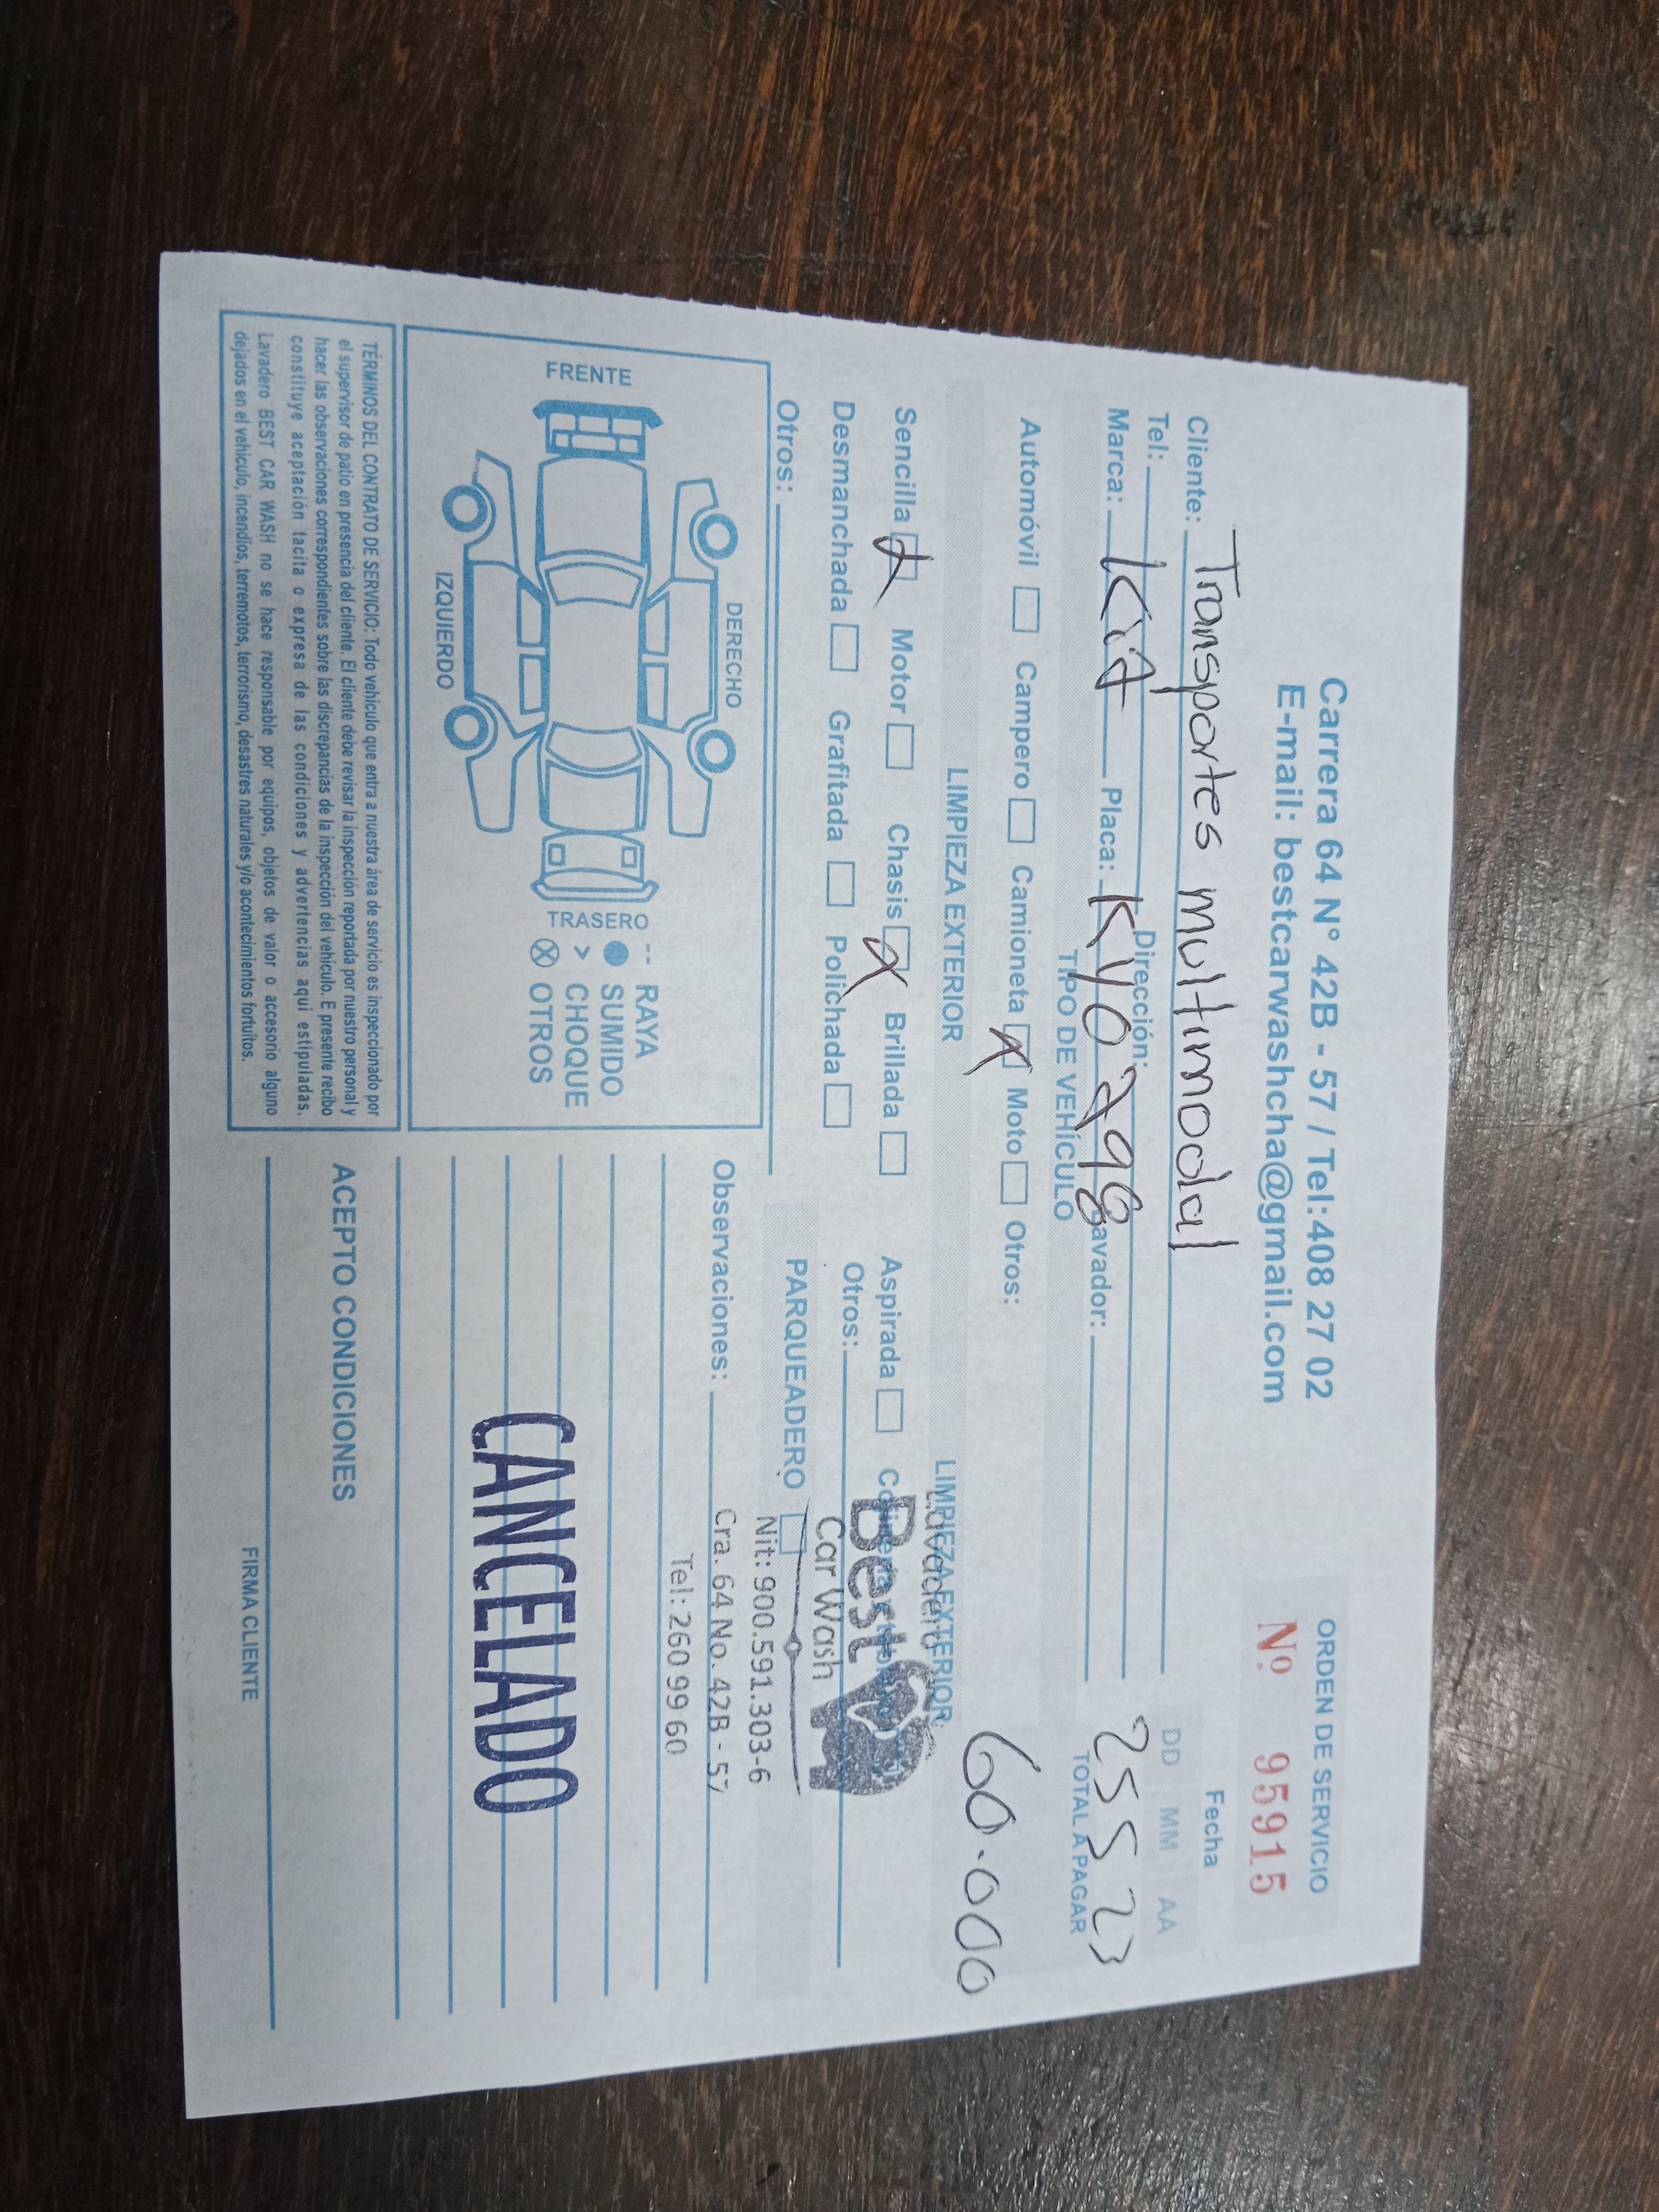 Carrera 64 N° 42B - 57 / Tel: 408 27 02
E-mail: bestcarwashcha@gmail.com
ORDEN DE SERVICIO
Nº 95915
Fecha
Cliente: Transportes multimodal
DD MM AA
Tel: Dirección:
25 5 23
Marca: Kia Placa: KYO 298 avador:
TIPO DE VEHÍCULO
TOTAL A PAGAR
Automóvil Campero Camioneta X Moto Otros:
60.000
LIMPIEZA EXTERIOR
LIMPIEZA EXTERIOR
Sencilla X Motor Chasis X Brillada
Aspirada
Desmanchada Grafitada Polichada
Otros:
Otros:
PARQUEADERO
Lavadero
Best
Car Wash
Nit: 900.591.303-6
Cra. 64 No. 42B - 57
Tel: 260 99 60
Observaciones:
CANCELADO
DERECHO
FRENTE
TRASERO
IZQUIERDO
-- RAYA
SUMIDO
> CHOQUE
OTROS
TÉRMINOS DEL CONTRATO DE SERVICIO: Todo vehículo que entra a nuestra área de servicio es inspeccionado por
el supervisor de patio en presencia del cliente. El cliente debe revisar la inspección reportada por nuestro personal y
hacer las observaciones correspondientes sobre las discrepancias de la inspección del vehículo. E presente recibo
constituye aceptación tacita o expresa de las condiciones y advertencias aquí estipuladas.
Lavadero BEST CAR WASH no se hace responsable por equipos, objetos de valor o accesorio alguno
dejados en el vehículo, incendios, terremotos, terrorismo, desastres naturales y/o acontecimientos fortuitos.
ACEPTO CONDICIONES
FIRMA CLIENTE